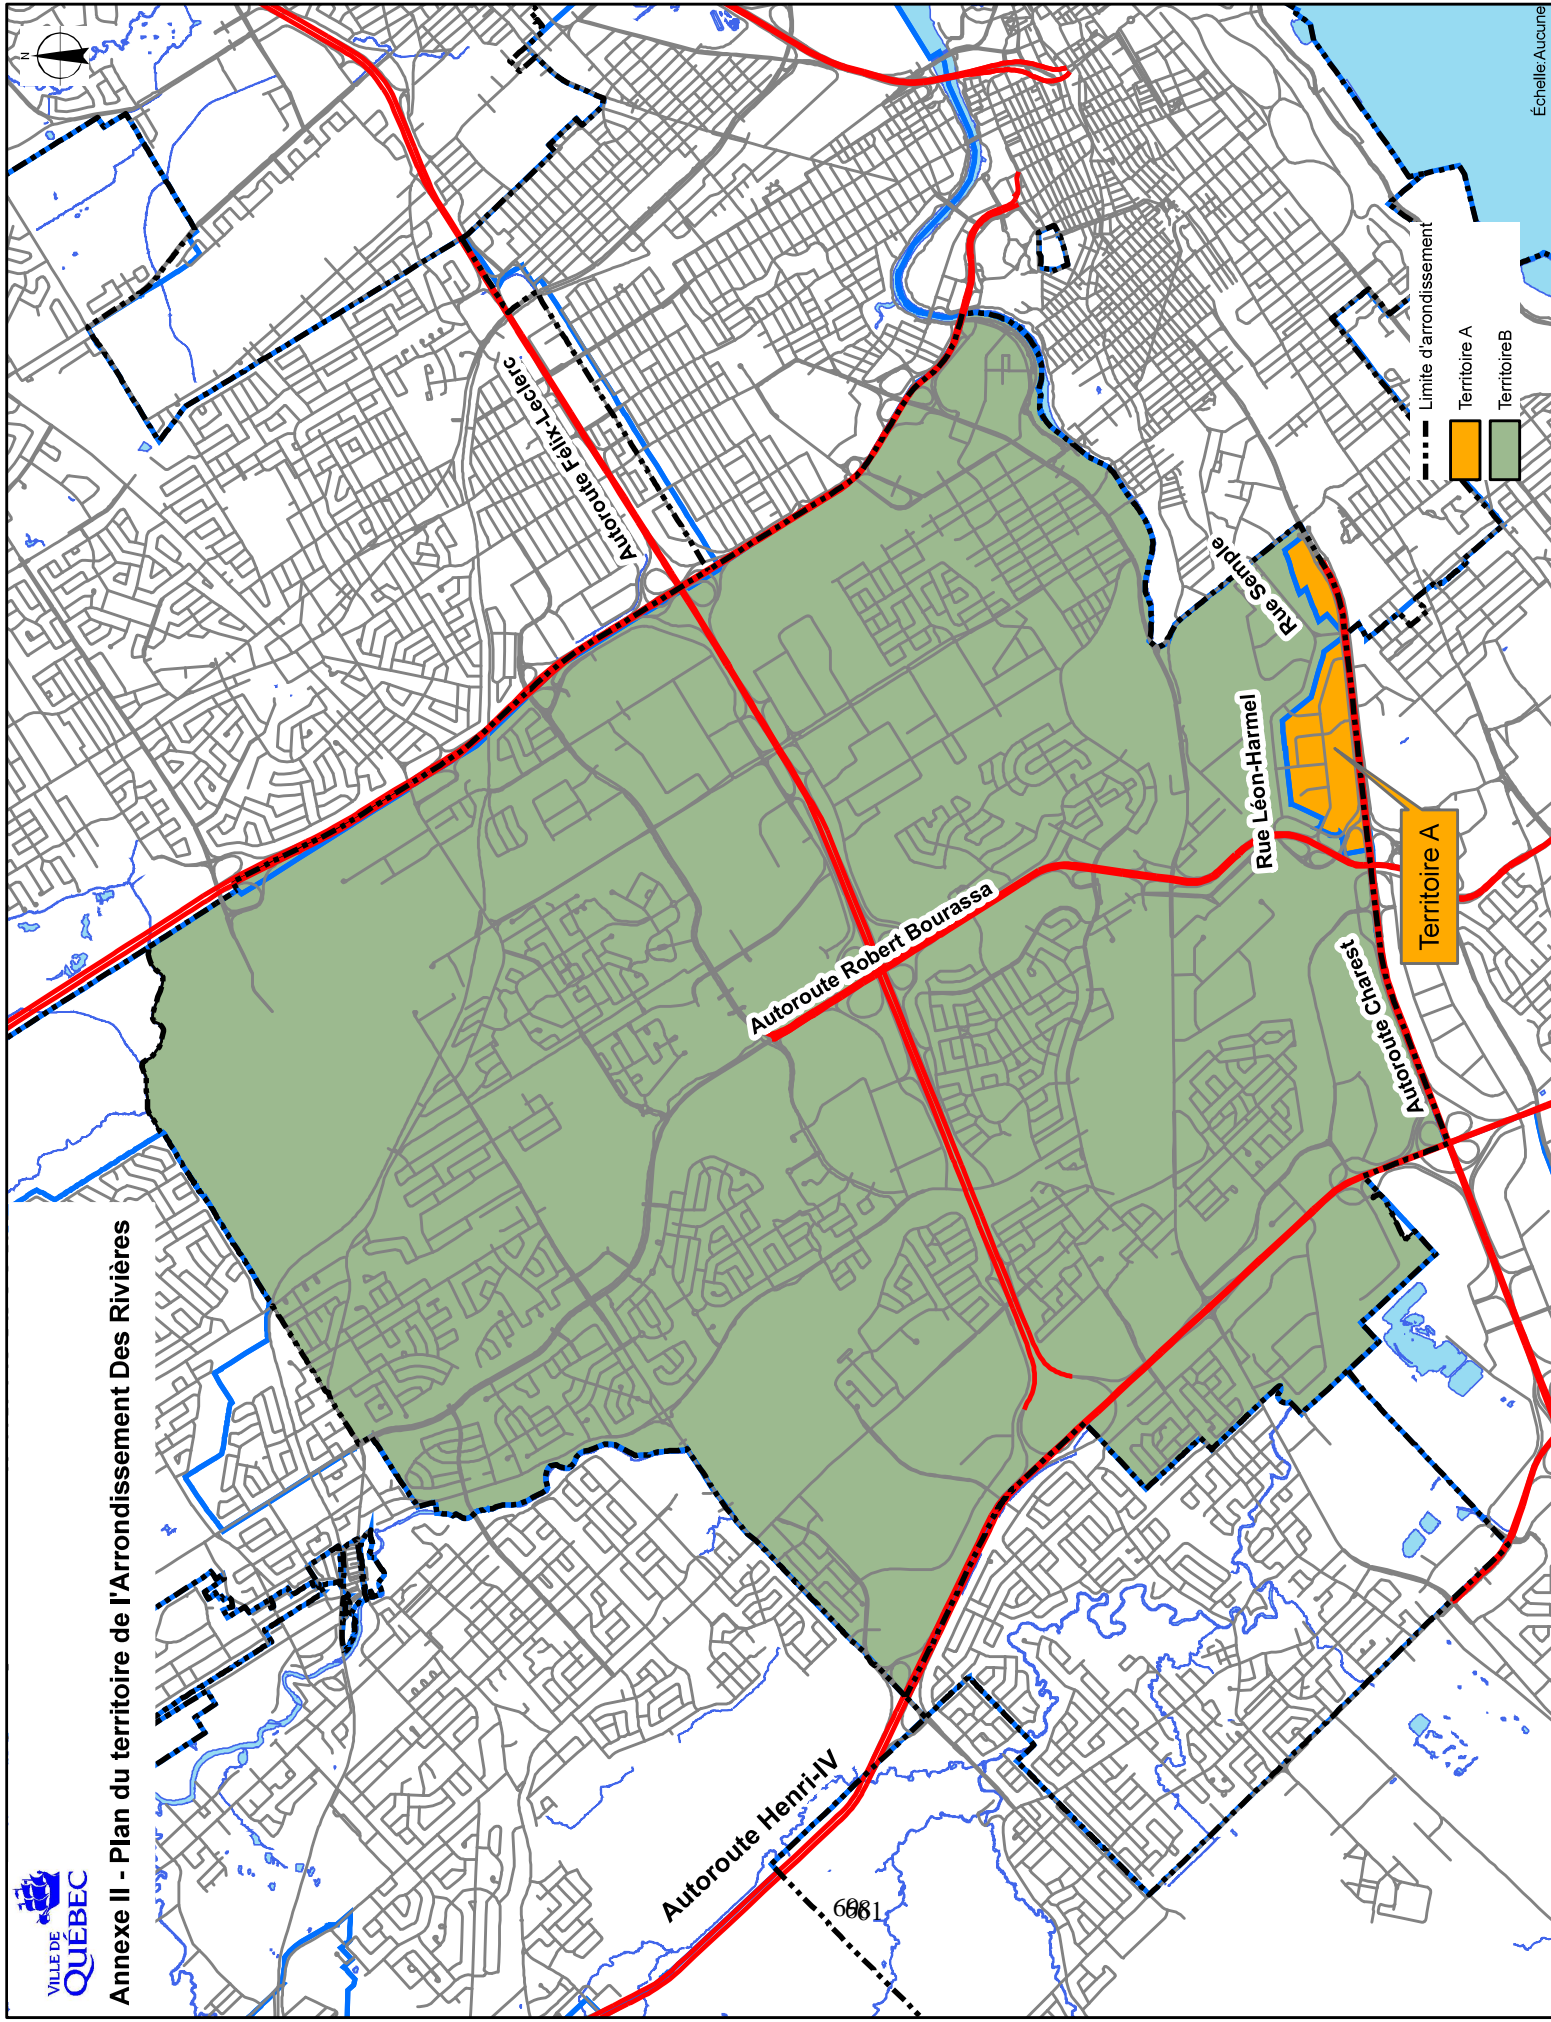 VILLE DE
QUÉBEC
Annexe II - Plan du territoire de l'Arrondissement Des Rivières
N
Autoroute Félix-Leclerc
Autoroute Robert Bourassa
Autoroute Henri-IV
Rue Semple
Rue Léon-Harmel
Autoroute Charest
Territoire A
Limite d'arrondissement
Territoire A
Territoire B
Échelle:Aucune